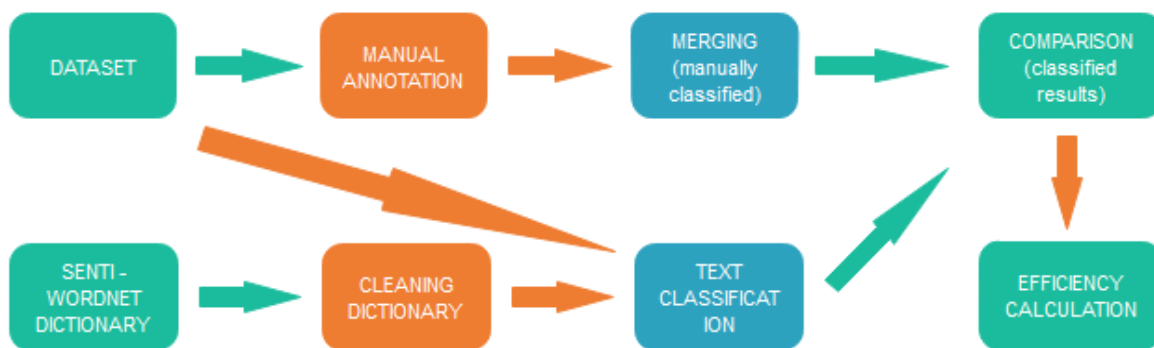 DATASET
MANUAL
ANNOTATION
MERGING
(manually
classified)
COMPARISON
(classified
results)
SENTI -
WORDNET
DICTIONARY
CLEANING
DICTIONARY
TEXT
CLASSIFICAT
ION
EFFICIENCY
CALCULATION